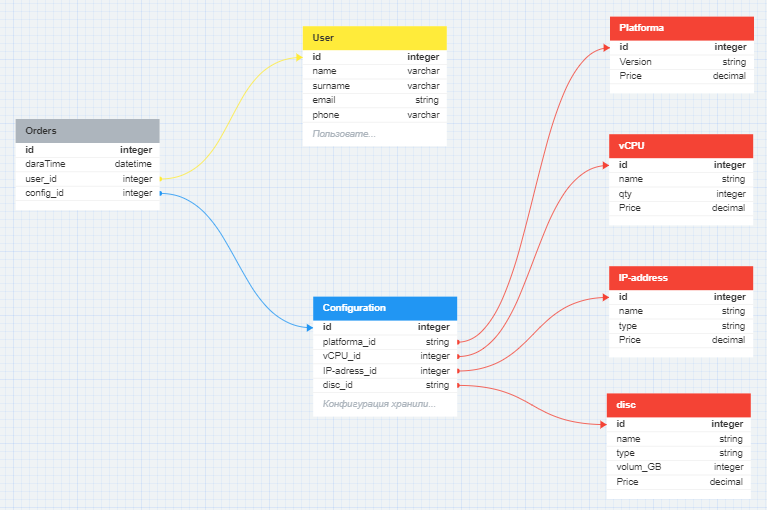 User
id integer
name varchar
surname varchar
email string
phone varchar
Пользовате...
Orders
id integer
daraTime datetime
user_id integer
config_id integer
Configuration
id integer
platforma_id string
vCPU_id integer
IP-adress_id integer
disc_id string
Конфигурация хранили...
Platforma
id integer
Version string
Price decimal
vCPU
id integer
name string
qty integer
Price decimal
IP-address
id integer
name string
type string
Price decimal
disc
id integer
name string
type string
volum_GB integer
Price decimal